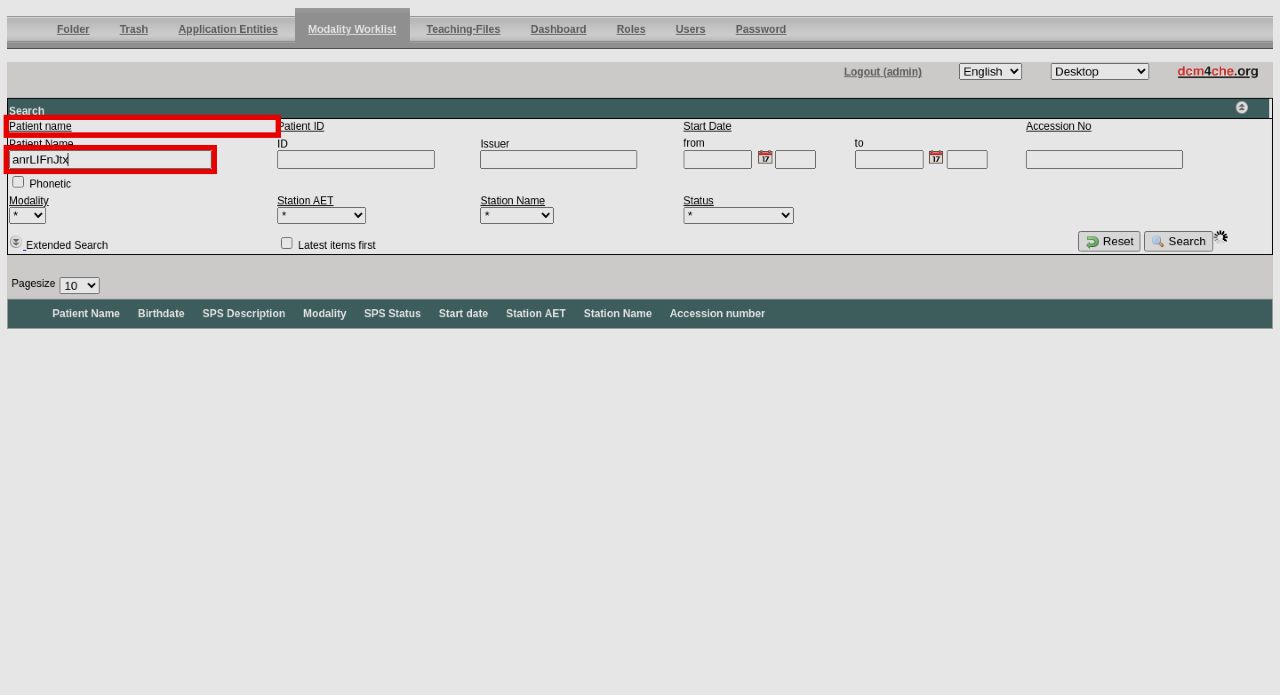 Folder Trash Application Entities Modality Worklist Teaching-Files Dashboard Roles Users Password
Logout (admin) English Desktop dcm4che.org
Search
Patient name Patient ID Start Date Accession No
Patient Name ID Issuer from to
anrLIFnJtx 17 17
Phonetic
Modality Station AET Station Name Status
* * * *
Extended Search Latest items first Reset Search
Pagesize 10
Patient Name Birthdate SPS Description Modality SPS Status Start date Station AET Station Name Accession number